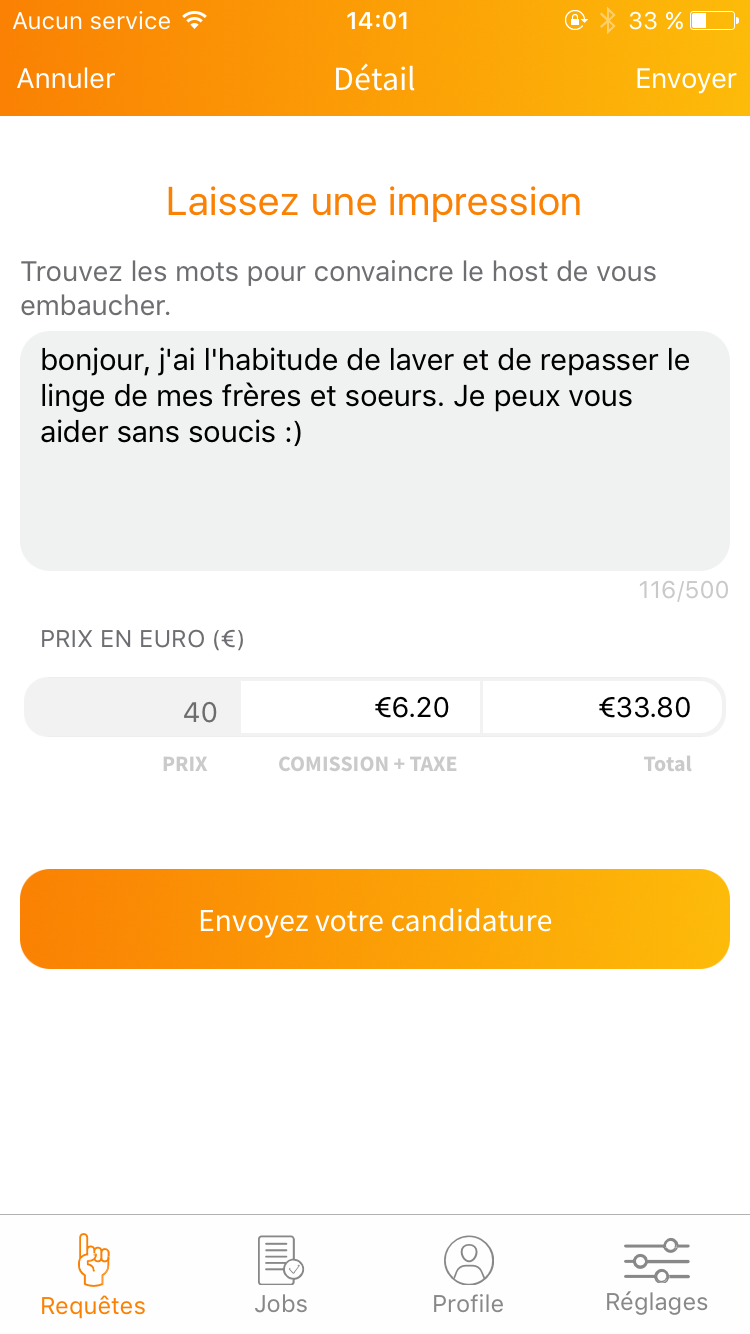 Aucun service 14:01 33 %
Annuler Détail Envoyer
Laissez une impression
Trouvez les mots pour convaincre le host de vous
embaucher.
bonjour, j'ai l'habitude de laver et de repasser le
linge de mes frères et soeurs. Je peux vous
aider sans soucis :)
116/500
PRIX EN EURO (€)
40 €6.20 €33.80
PRIX COMISSION + TAXE Total
Envoyez votre candidature
Requêtes Jobs Profile Réglages